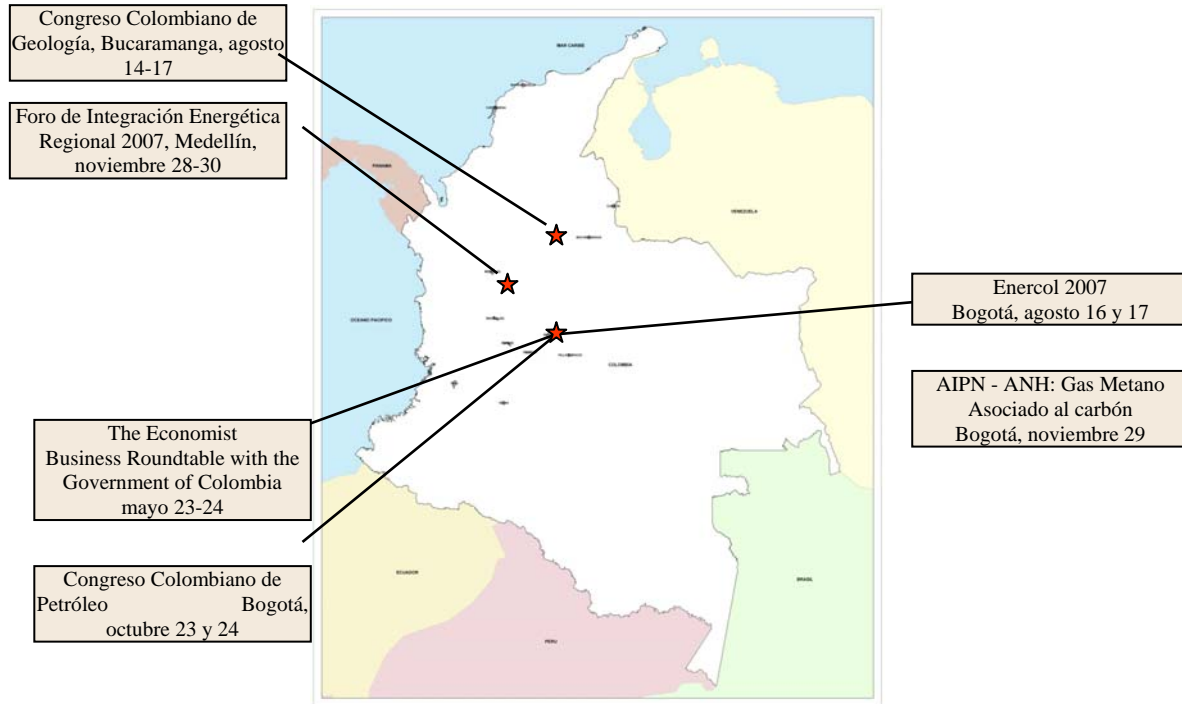 Congreso Colombiano de
Geología, Bucaramanga, agosto
14-17
Foro de Integración Energética
Regional 2007, Medellín,
noviembre 28-30
The Economist
Business Roundtable with the
Government of Colombia
mayo 23-24
Congreso Colombiano de
Petróleo Bogotá,
octubre 23 y 24
Enercol 2007
Bogotá, agosto 16 y 17
AIPN - ANH: Gas Metano
Asociado al carbón
Bogotá, noviembre 29
MAR CARIBE
PANAMA
VENEZUELA
OCEANO PACIFICO
COLOMBIA
ECUADOR
PERU
BRASIL